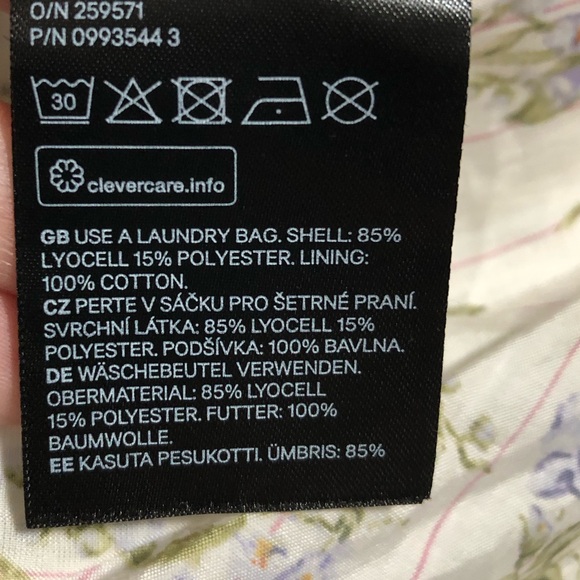 O/N 259571
P/N 0993544 3
30
clevercare.info
GB USE A LAUNDRY BAG. SHELL: 85%
LYOCELL 15% POLYESTER. LINING:
100% COTTON.
CZ PERTE V SÁČKU PRO ŠETRNÉ PRANÍ.
SVRCHNÍ LÁTKA: 85% LYOCELL 15%
POLYESTER. PODŠÍVKA: 100% BAVLNA.
DE WÄSCHEBEUTEL VERWENDEN.
OBERMATERIAL: 85% LYOCELL
15% POLYESTER. FUTTER: 100%
BAUMWOLLE.
EE KASUTA PESUKOTTI. ÜMBRIS: 85%